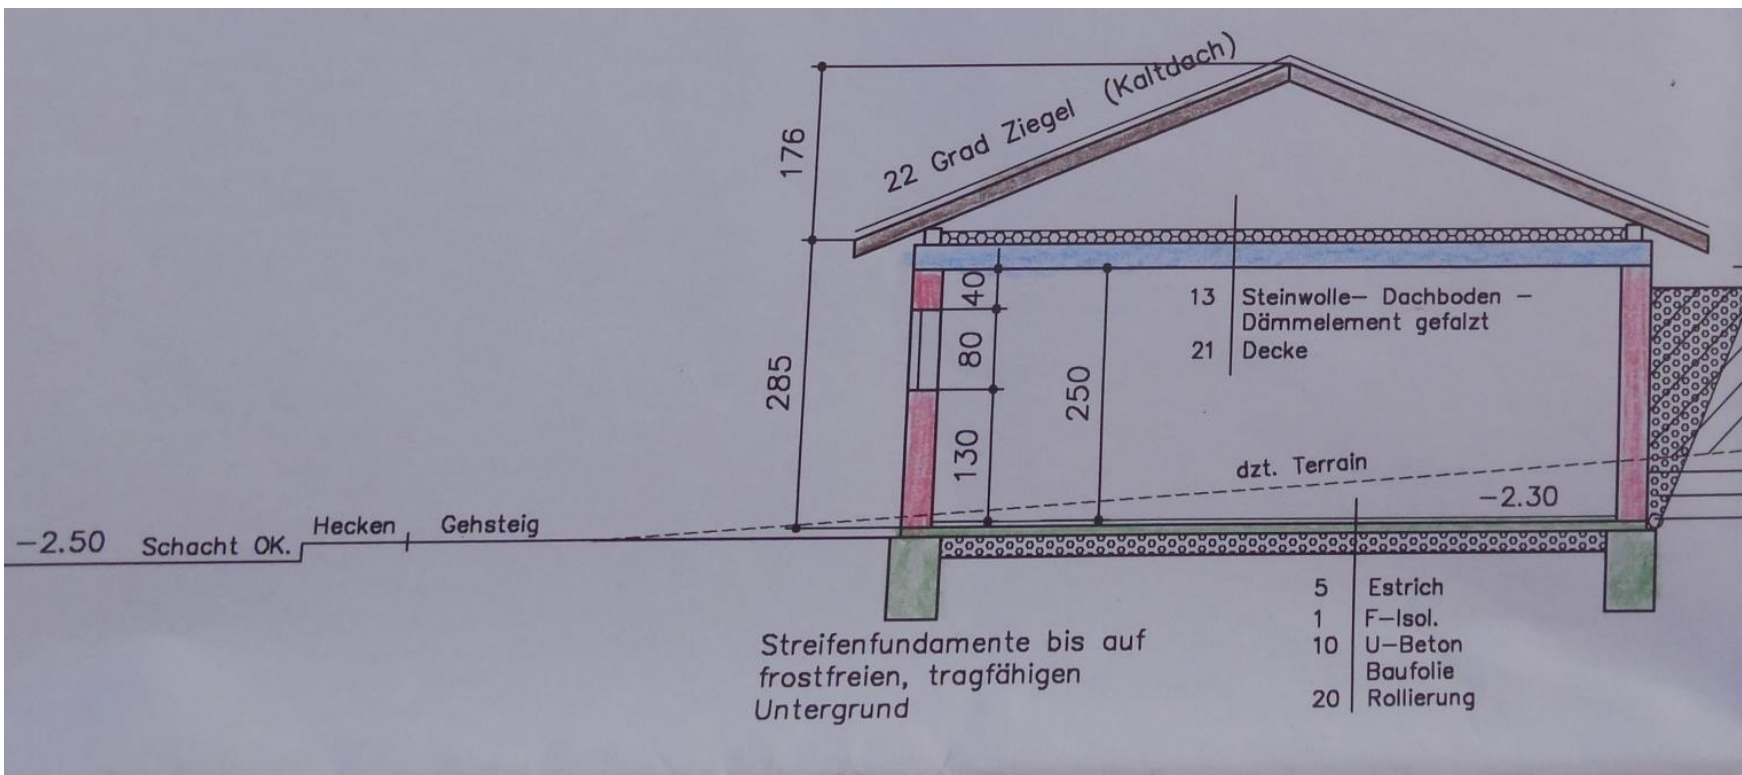 22 Grad Ziegel (Kaltdach)
176
285
40
80
130
250
13 Steinwolle- Dachboden -
Dämmelement gefalzt
21 Decke
dzt. Terrain
-2.30
-2.50 Schacht OK.
Hecken
Gehsteig
5 Estrich
1 F-Isol.
10 U-Beton
Baufolie
20 Rollierung
Streifenfundamente bis auf
frostfreien, tragfähigen
Untergrund